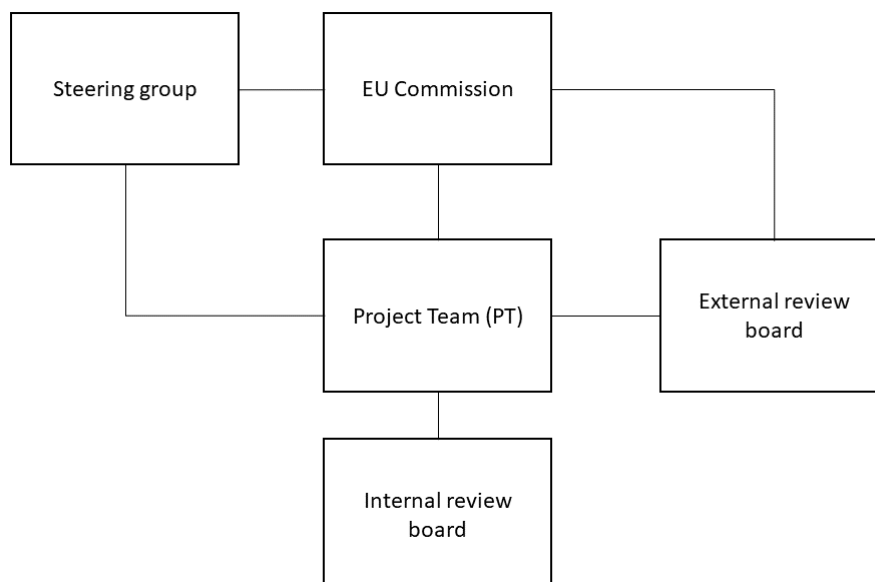 Steering group
EU Commission
Project Team (PT)
External review
board
Internal review
board